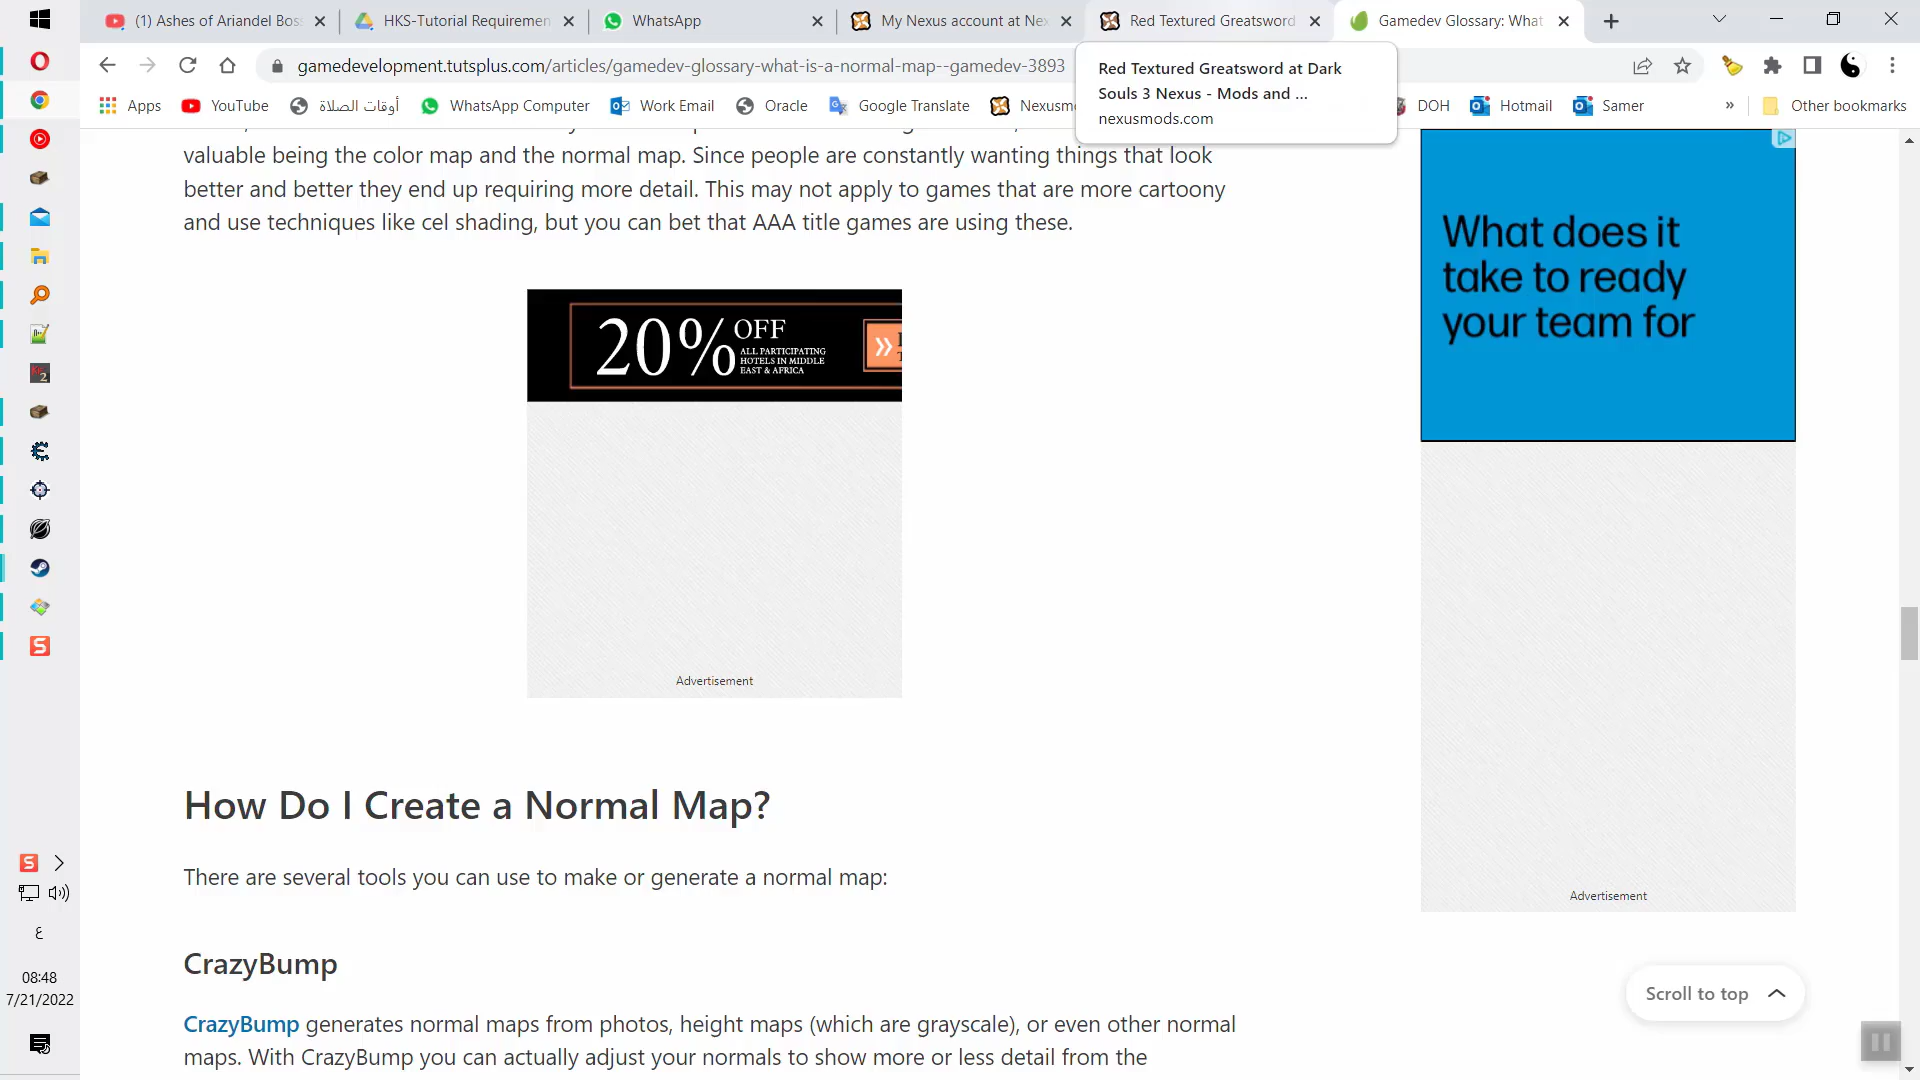 (1) Ashes of Ariandel Bos
HKS-Tutorial Requiremen
WhatsApp
My Nexus account at Ne
Red Textured Greatsword
Gamedev Glossary: What
gamedevelopment.tutsplus.com/articles/gamedev-glossary-what-is-a-normal-map--gamedev-3893
Red Textured Greatsword at Dark
Souls 3 Nexus - Mods and ...
nexusmods.com
Apps
YouTube
أوقات الصلاة
WhatsApp Computer
Work Email
Oracle
Google Translate
Nexusm
DOH
Hotmail
Samer
»
Other bookmarks
valuable being the color map and the normal map. Since people are constantly wanting things that look
better and better they end up requiring more detail. This may not apply to games that are more cartoony
and use techniques like cel shading, but you can bet that AAA title games are using these.
20% OFF
ALL PARTICIPATING
HOTELS IN MIDDLE
EAST & AFRICA
Advertisement
What does it
take to ready
your team for
Advertisement
How Do I Create a Normal Map?
There are several tools you can use to make or generate a normal map:
CrazyBump
CrazyBump generates normal maps from photos, height maps (which are grayscale), or even other normal
maps. With CrazyBump you can actually adjust your normals to show more or less detail from the
Scroll to top
ع
08:48
7/21/2022